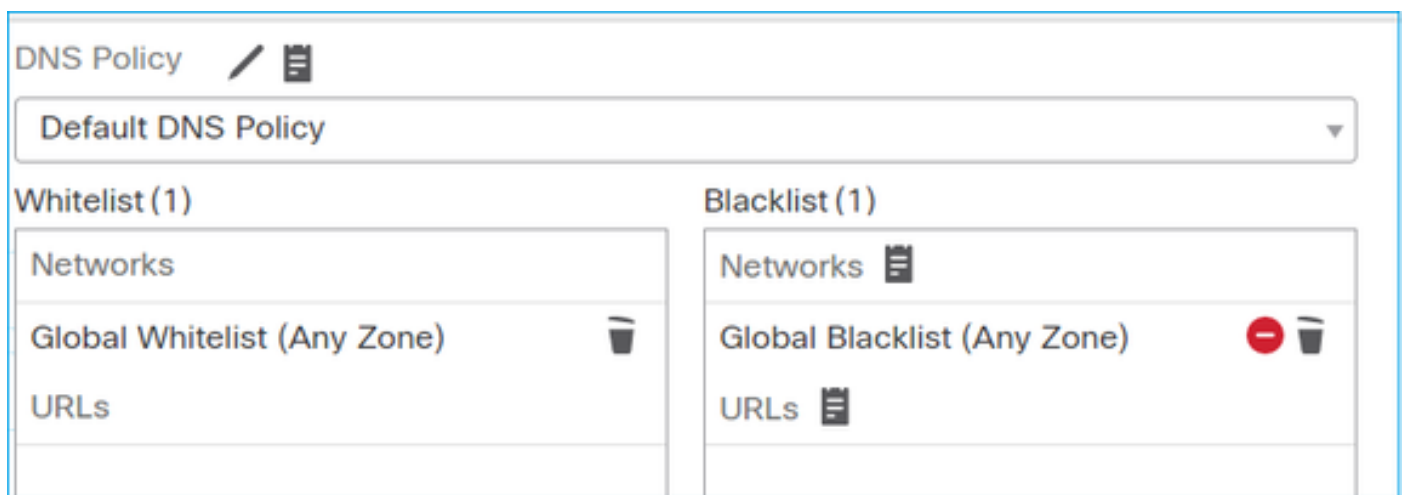 DNS Policy
Default DNS Policy
Whitelist (1)
Blacklist (1)
Networks
Networks
Global Whitelist (Any Zone)
Global Blacklist (Any Zone)
URLs
URLs